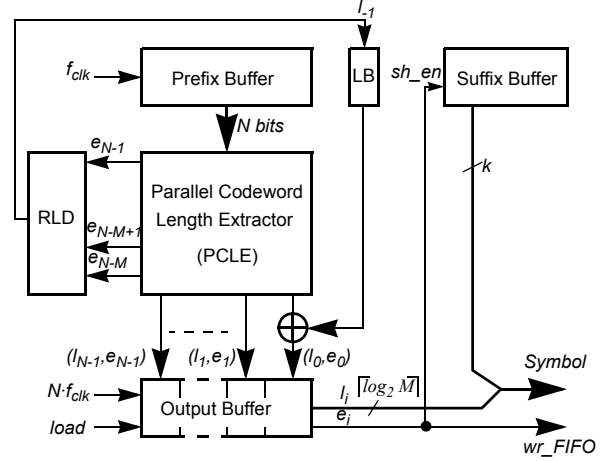 l-1
LB
sh_en
fclk
Prefix Buffer
Suffix Buffer
N bits
eN-1
k
Parallel Codeword
Length Extractor
(PCLE)
RLD
eN-M+1
eN-M
(lN-1,eN-1)
(l1,e1)
(l0,e0)
Symbol
N·fclk
Output Buffer
li
⌈log2 M⌉
ei
load
wr_FIFO